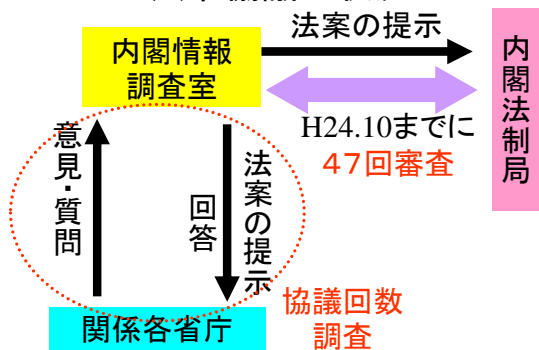 法案の提示
内閣情報
調査室
内閣法制局
H24.10までに
47回審査
意見・質問
回答
法案の提示
協議回数
調査
関係各省庁